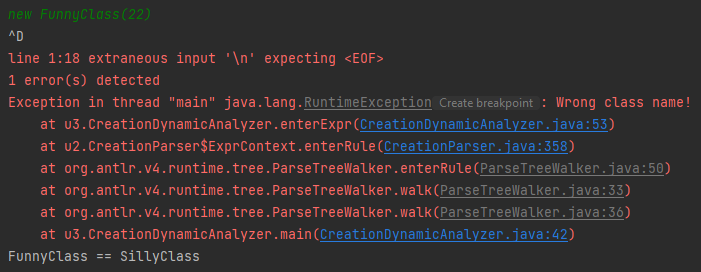 new FunnyClass(22)
^D
line 1:18 extraneous input '\n' expecting <EOF>
1 error(s) detected
Exception in thread "main" java.lang.RuntimeException Create breakpoint : Wrong class name!
at u3.CreationDynamicAnalyzer.enterExpr(CreationDynamicAnalyzer.java:53)
at u2.CreationParser$ExprContext.enterRule(CreationParser.java:358)
at org.antlr.v4.runtime.tree.ParseTreeWalker.enterRule(ParseTreeWalker.java:50)
at org.antlr.v4.runtime.tree.ParseTreeWalker.walk(ParseTreeWalker.java:33)
at org.antlr.v4.runtime.tree.ParseTreeWalker.walk(ParseTreeWalker.java:36)
at u3.CreationDynamicAnalyzer.main(CreationDynamicAnalyzer.java:42)
FunnyClass == SillyClass